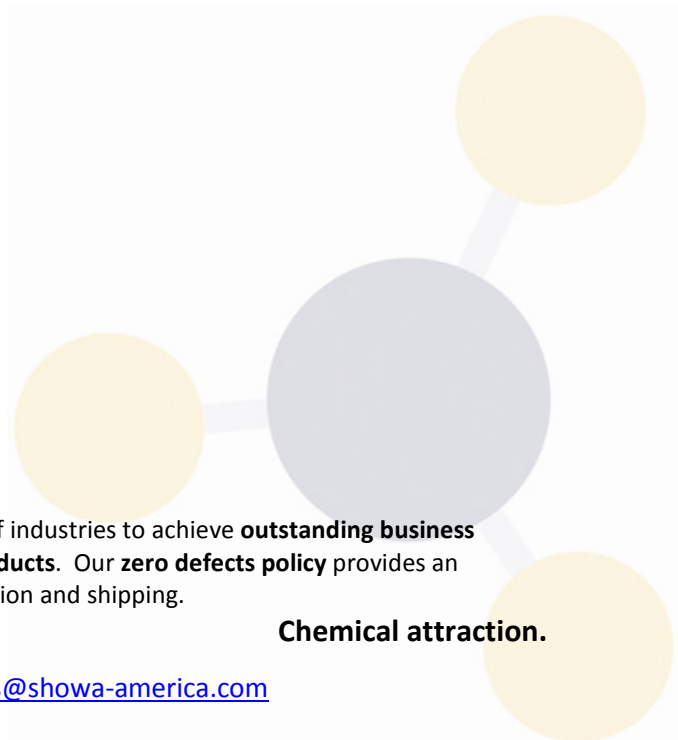 f industries to achieve outstanding business
ducts. Our zero defects policy provides an
ion and shipping.
Chemical attraction.
s@showa-america.com